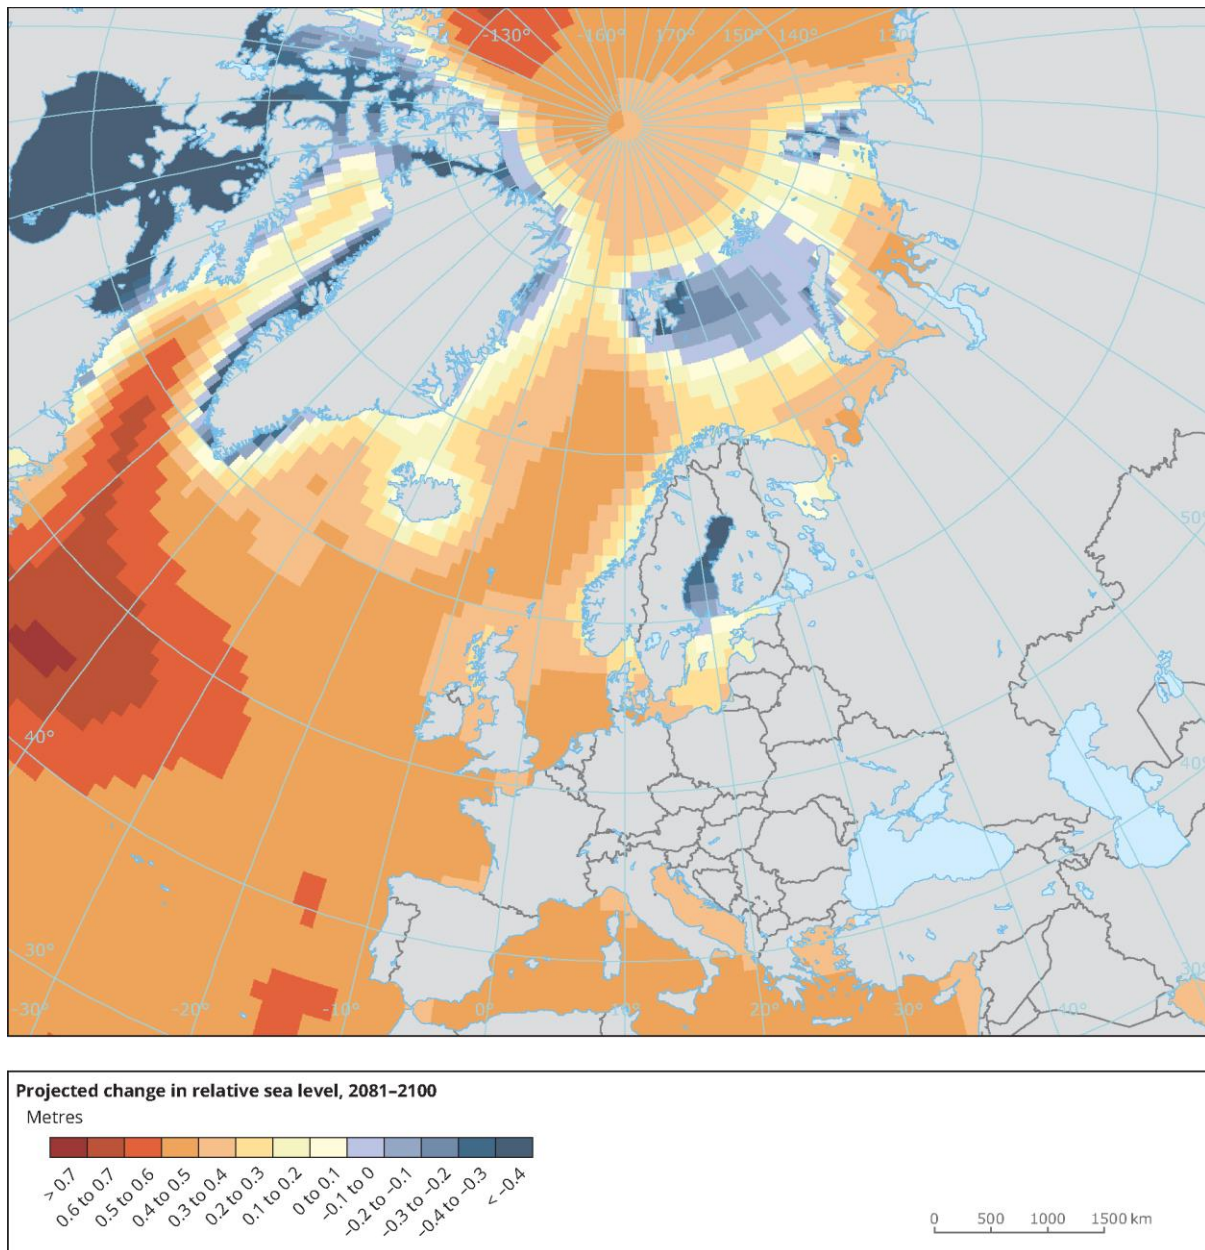 -130° -160° 170° 150° 140° 130°
50°
40°
40°
30°
30°
-30° -20° -10° 0° 10° 20° 30° 40°
Projected change in relative sea level, 2081–2100
Metres
> 0.7
0.6 to 0.7
0.5 to 0.6
0.4 to 0.5
0.3 to 0.4
0.2 to 0.3
0.1 to 0.2
0 to 0.1
-0.1 to 0
-0.2 to -0.1
-0.3 to -0.2
-0.4 to -0.3
< -0.4
0 500 1000 1500 km